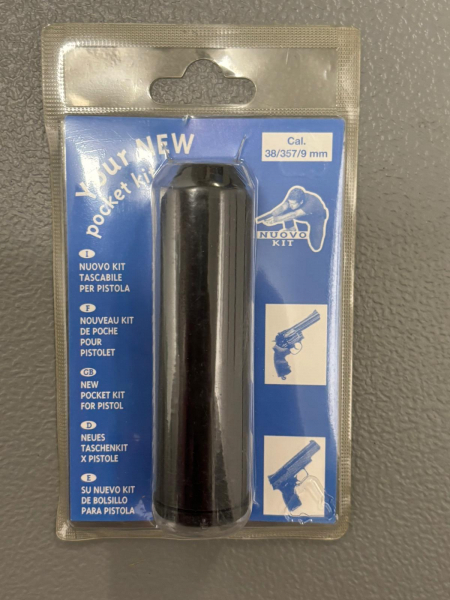 Your NEW
pocket kit
Cal.
38/357/9 mm
NUOVO
KIT
I
NUOVO KIT
TASCABILE
PER PISTOLA
F
NOUVEAU KIT
DE POCHE
POUR
PISTOLET
GB
NEW
POCKET KIT
FOR PISTOL
D
NEUES
TASCHENKIT
X PISTOLE
E
SU NUEVO KIT
DE BOLSILLO
PARA PISTOLA